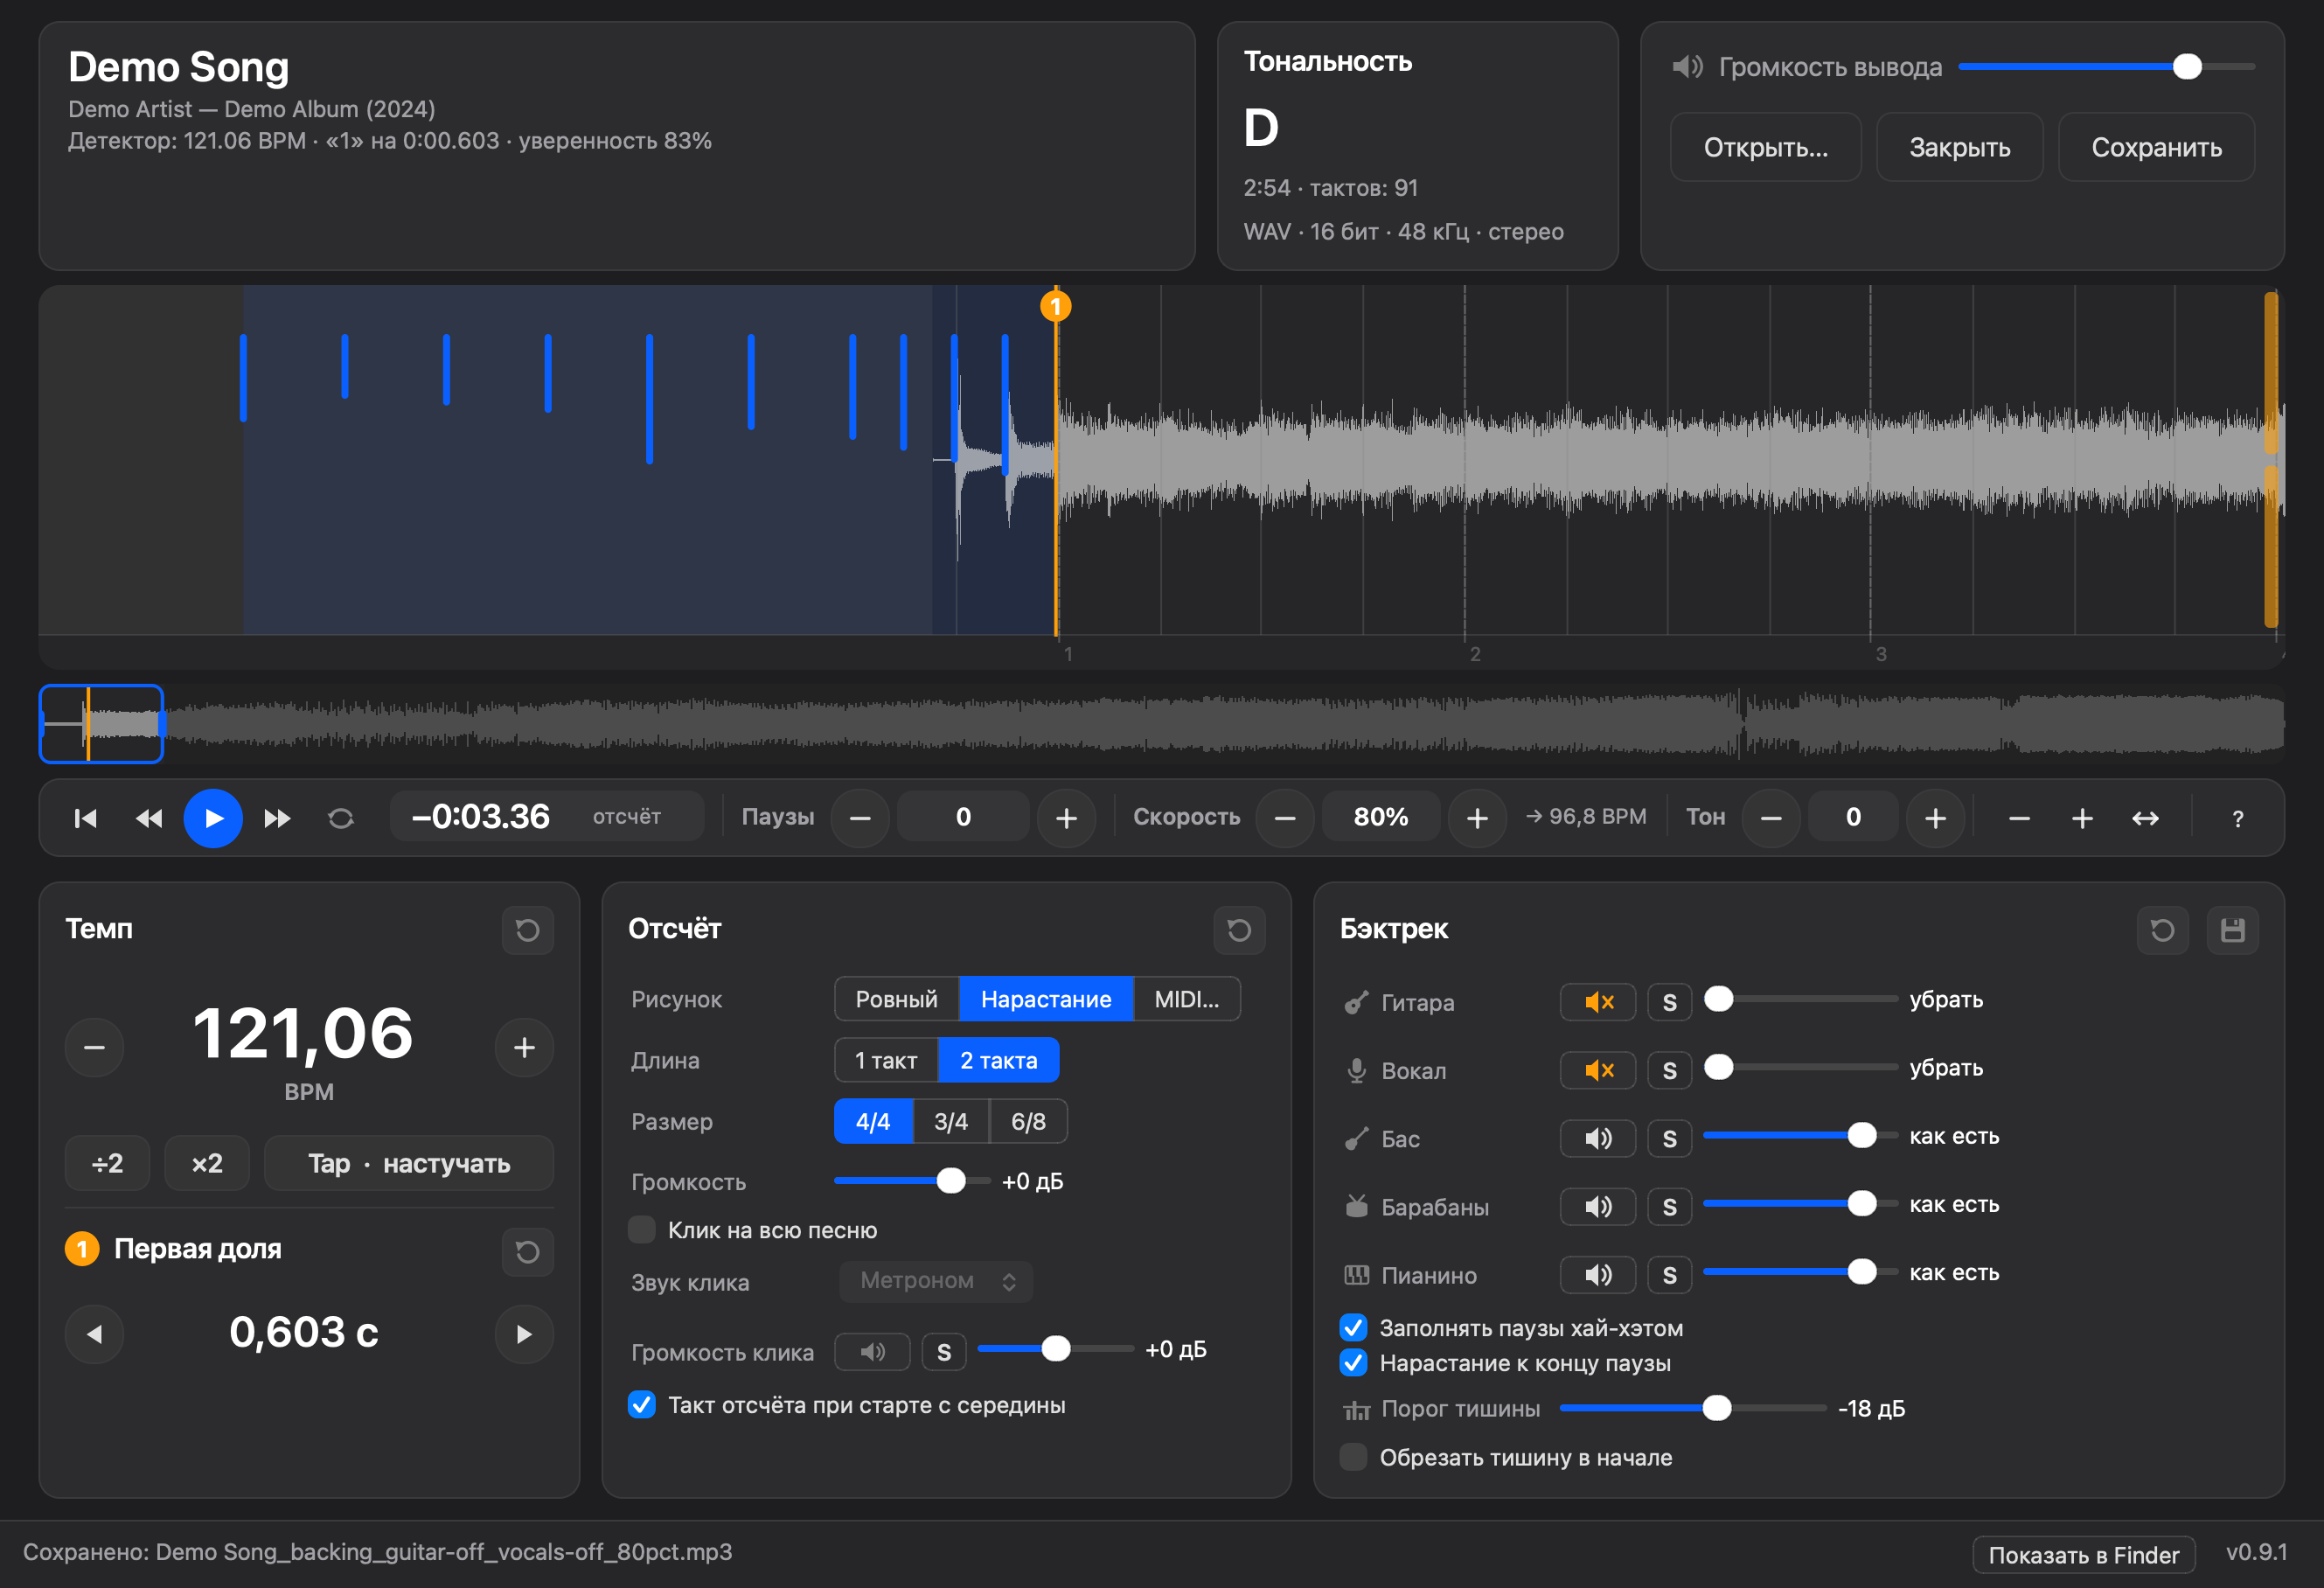 Demo Song
Demo Artist — Demo Album (2024)
Детектор: 121.06 BPM · «1» на 0:00.603 · уверенность 83%
Тональность
D
2:54 · тактов: 91
WAV · 16 бит · 48 кГц · стерео
Громкость вывода
Открыть... Закрыть Сохранить
1
1 2 3
−0:03.36 отсчёт Паузы − 0 + Скорость − 80% + → 96,8 BPM Тон − 0 + − + ↔ ?
Темп
− 121,06 +
BPM
÷2 ×2 Tap · настучать
1 Первая доля
0,603 с
Отсчёт
Рисунок Ровный Нарастание MIDI...
Длина 1 такт 2 такта
Размер 4/4 3/4 6/8
Громкость +0 дБ
Клик на всю песню
Звук клика Метроном
Громкость клика S +0 дБ
Такт отсчёта при старте с середины
Бэктрек
Гитара S убрать
Вокал S убрать
Бас S как есть
Барабаны S как есть
Пианино S как есть
Заполнять паузы хай-хэтом
Нарастание к концу паузы
Порог тишины -18 дБ
Обрезать тишину в начале
Сохранено: Demo Song_backing_guitar-off_vocals-off_80pct.mp3
Показать в Finder v0.9.1